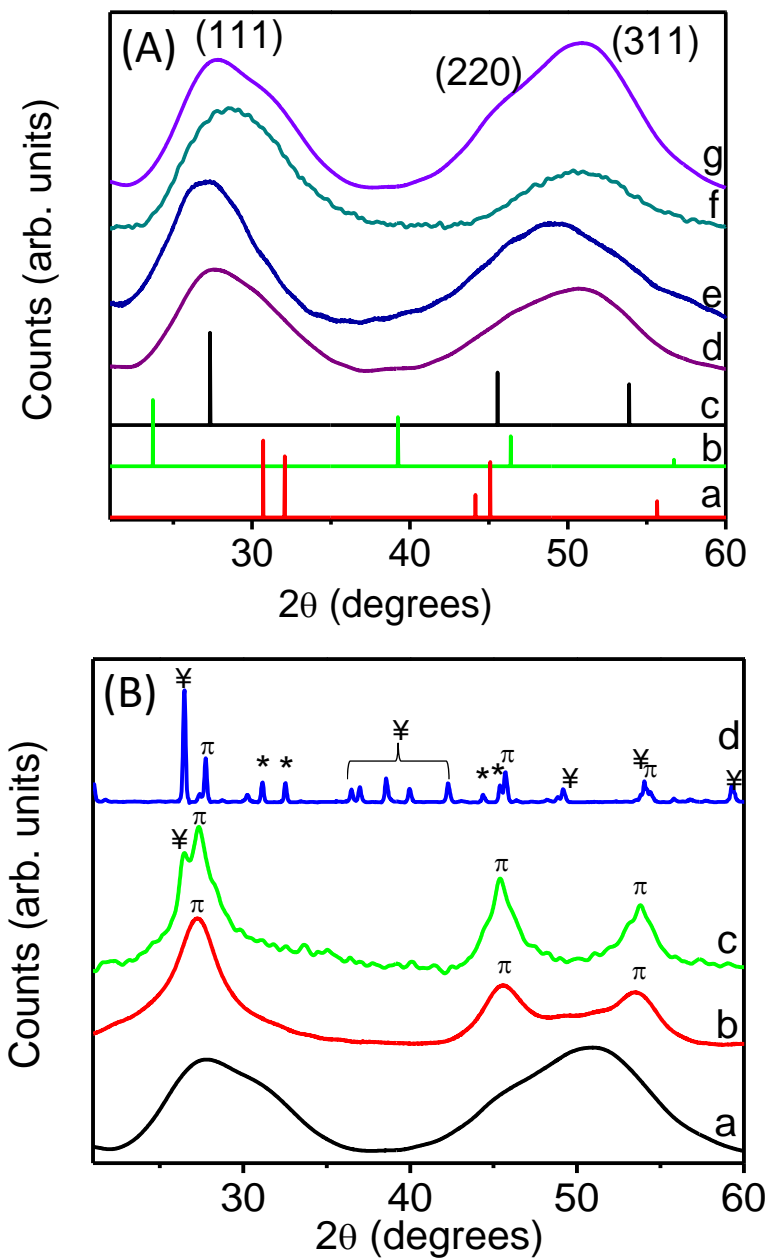 (A)
(111)
(220)
(311)
g
f
e
d
c
b
a
Counts (arb. units)
30 40 50 60
2θ (degrees)
(B)
¥
π
* *
¥
* *
π
¥
¥
π
¥
d
¥
π
π
π
c
π
π
π
b
a
Counts (arb. units)
30 40 50 60
2θ (degrees)